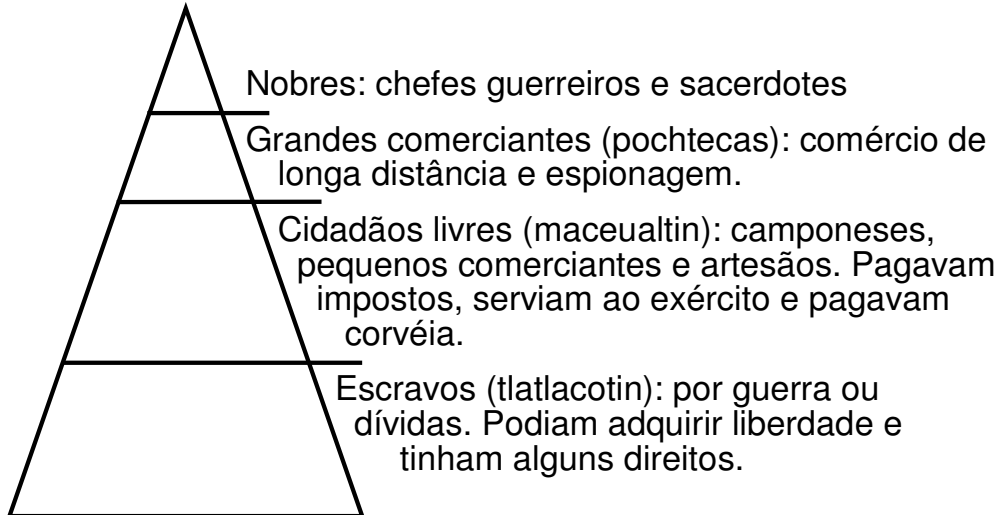 Nobres: chefes guerreiros e sacerdotes
Grandes comerciantes (pochtecas): comércio de
longa distância e espionagem.
Cidadãos livres (maceualtin): camponeses,
pequenos comerciantes e artesãos. Pagavam
impostos, serviam ao exército e pagavam
corvéia.
Escravos (tlatlacotin): por guerra ou
dívidas. Podiam adquirir liberdade e
tinham alguns direitos.